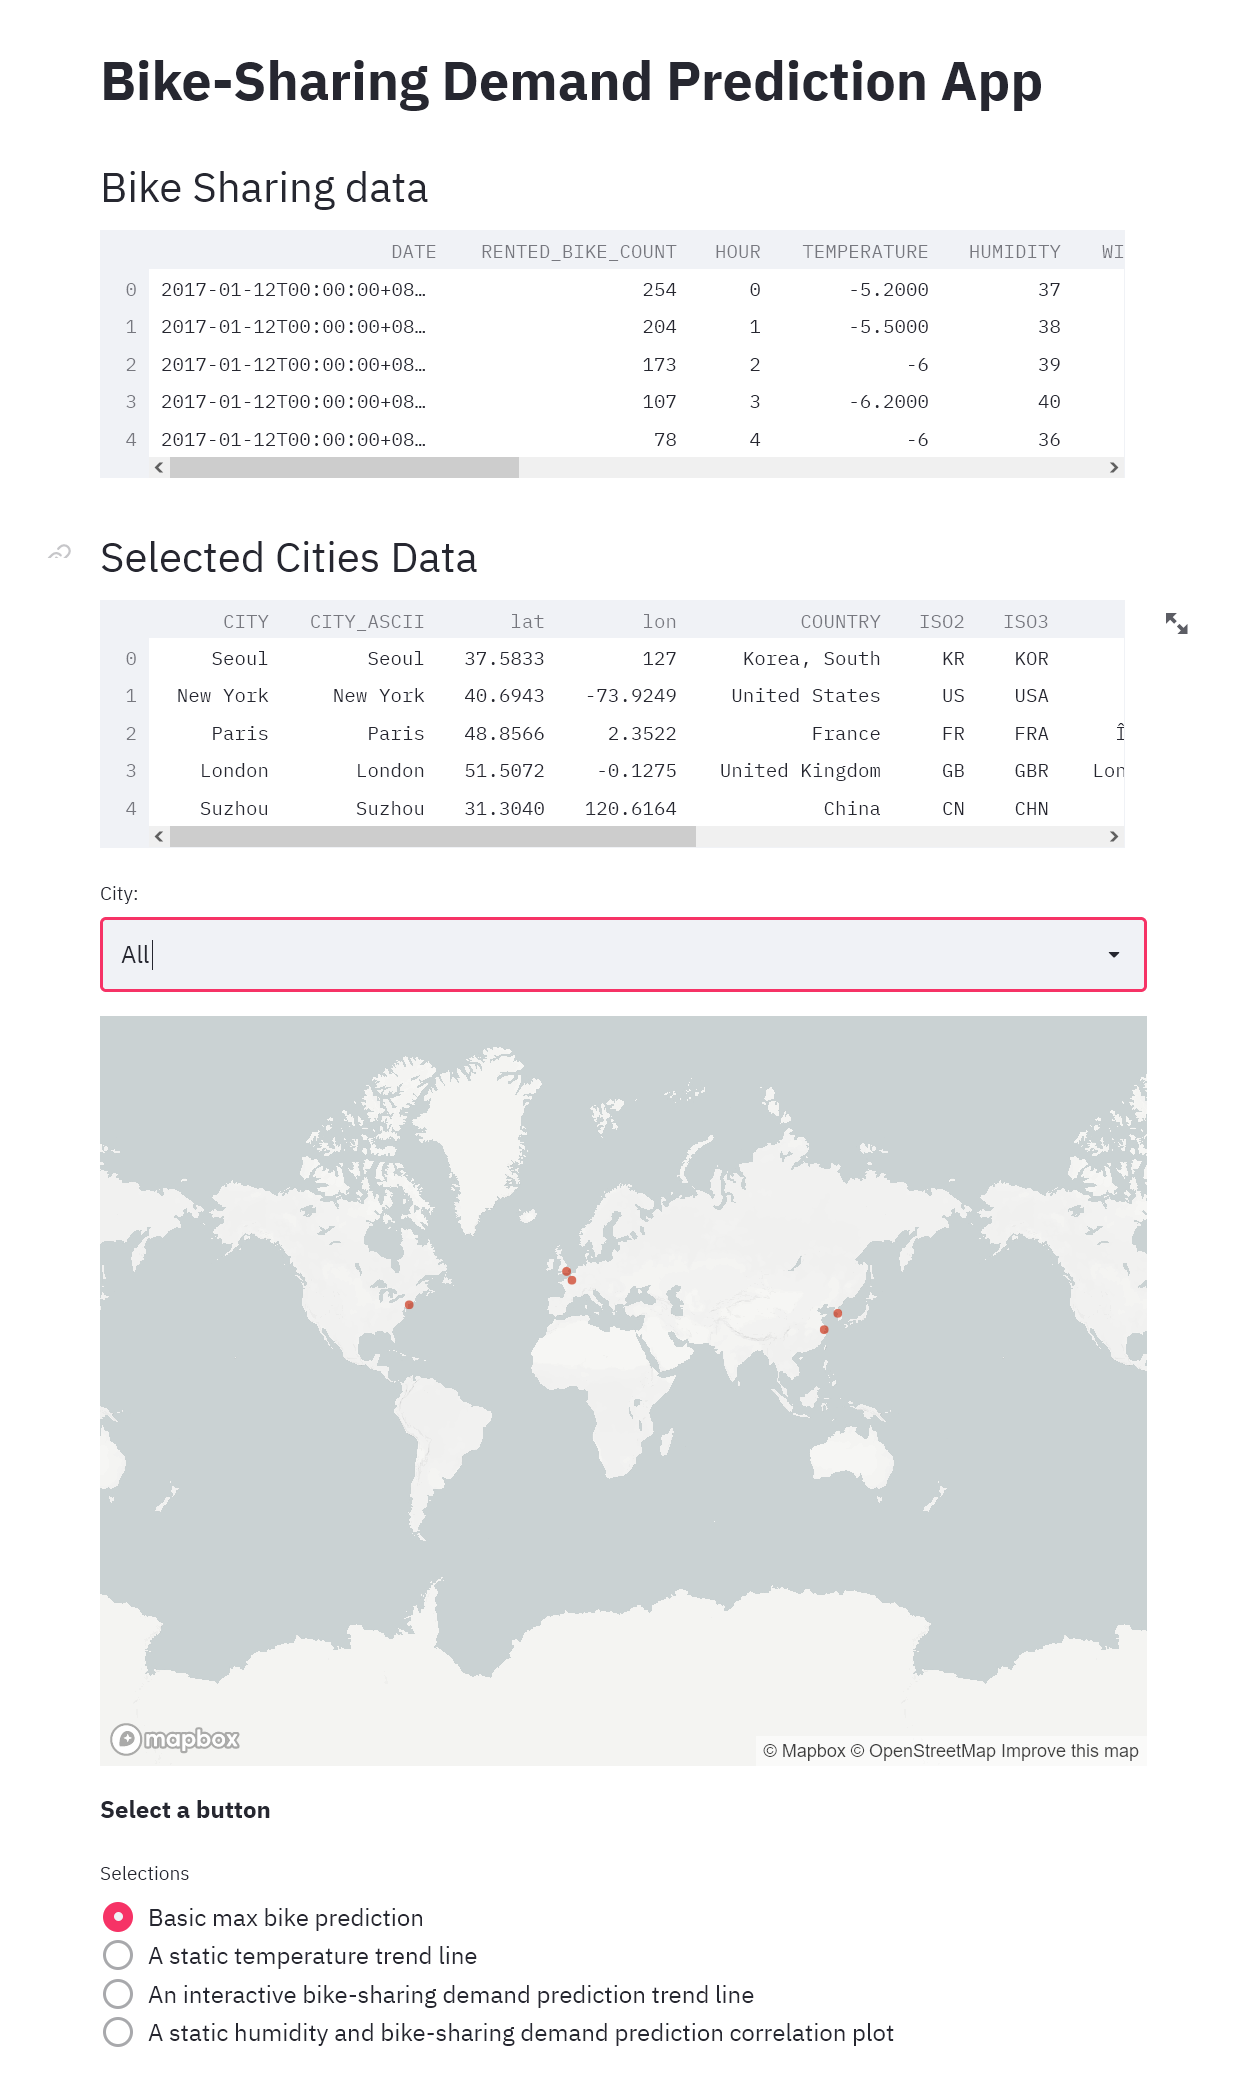 Bike-Sharing Demand Prediction App
Bike Sharing data
DATE RENTED_BIKE_COUNT HOUR TEMPERATURE HUMIDITY WI
0 2017-01-12T00:00:00+08… 254 0 -5.2000 37
1 2017-01-12T00:00:00+08… 204 1 -5.5000 38
2 2017-01-12T00:00:00+08… 173 2 -6 39
3 2017-01-12T00:00:00+08… 107 3 -6.2000 40
4 2017-01-12T00:00:00+08… 78 4 -6 36
Selected Cities Data
CITY CITY_ASCII lat lon COUNTRY ISO2 ISO3
0 Seoul Seoul 37.5833 127 Korea, South KR KOR
1 New York New York 40.6943 -73.9249 United States US USA
2 Paris Paris 48.8566 2.3522 France FR FRA Î
3 London London 51.5072 -0.1275 United Kingdom GB GBR Lon
4 Suzhou Suzhou 31.3040 120.6164 China CN CHN
City:
All
mapbox
© Mapbox © OpenStreetMap Improve this map
Select a button
Selections
Basic max bike prediction
A static temperature trend line
An interactive bike-sharing demand prediction trend line
A static humidity and bike-sharing demand prediction correlation plot